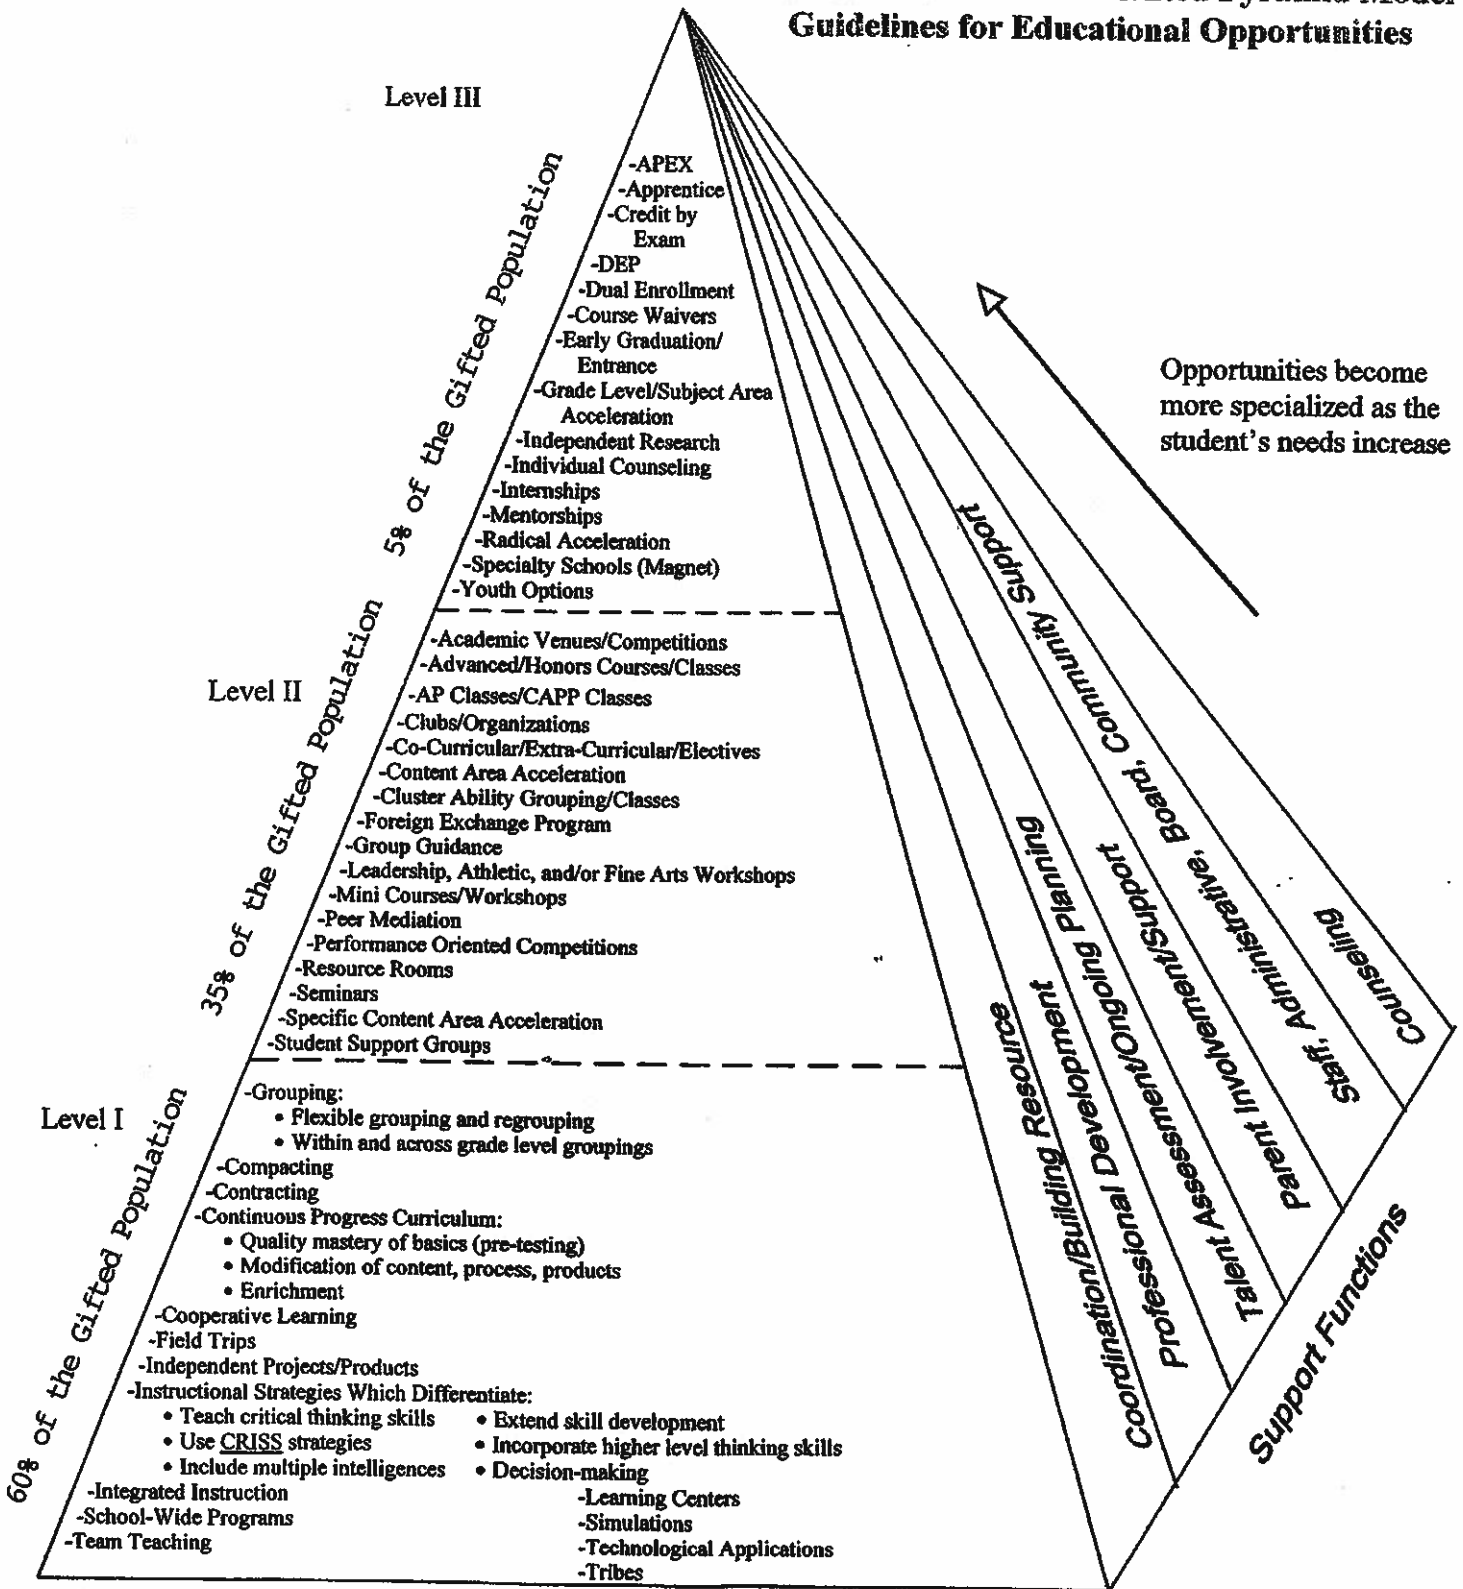 Pyramid Model
Guidelines for Educational Opportunities
Level III
5% of the Gifted Population
-APEX
-Apprentice
-Credit by
Exam
-DEP
-Dual Enrollment
-Course Waivers
-Early Graduation/
Entrance
-Grade Level/Subject Area
Acceleration
-Independent Research
-Individual Counseling
-Internships
-Mentorships
-Radical Acceleration
-Specialty Schools (Magnet)
-Youth Options
Opportunities become
more specialized as the
student's needs increase
Level II
35% of the Gifted Population
-Academic Venues/Competitions
-Advanced/Honors Courses/Classes
-AP Classes/CAPP Classes
-Clubs/Organizations
-Co-Curricular/Extra-Curricular/Electives
-Content Area Acceleration
-Cluster Ability Grouping/Classes
-Foreign Exchange Program
-Group Guidance
-Leadership, Athletic, and/or Fine Arts Workshops
-Mini Courses/Workshops
-Peer Mediation
-Performance Oriented Competitions
-Resource Rooms
-Seminars
-Specific Content Area Acceleration
-Student Support Groups
Level I
60% of the Gifted Population
-Grouping:
• Flexible grouping and regrouping
• Within and across grade level groupings
-Compacting
-Contracting
-Continuous Progress Curriculum:
• Quality mastery of basics (pre-testing)
• Modification of content, process, products
• Enrichment
-Cooperative Learning
-Field Trips
-Independent Projects/Products
-Instructional Strategies Which Differentiate:
• Teach critical thinking skills
• Use CRISS strategies
• Include multiple intelligences
• Extend skill development
• Incorporate higher level thinking skills
• Decision-making
-Integrated Instruction
-School-Wide Programs
-Team Teaching
-Learning Centers
-Simulations
-Technological Applications
-Tribes
Coordination/Building Resource
Professional Development
Talent Assessment/Ongoing Planning
Parent Involvement/Support
Staff, Administrative, Board, Community Support
Counseling
Support Functions